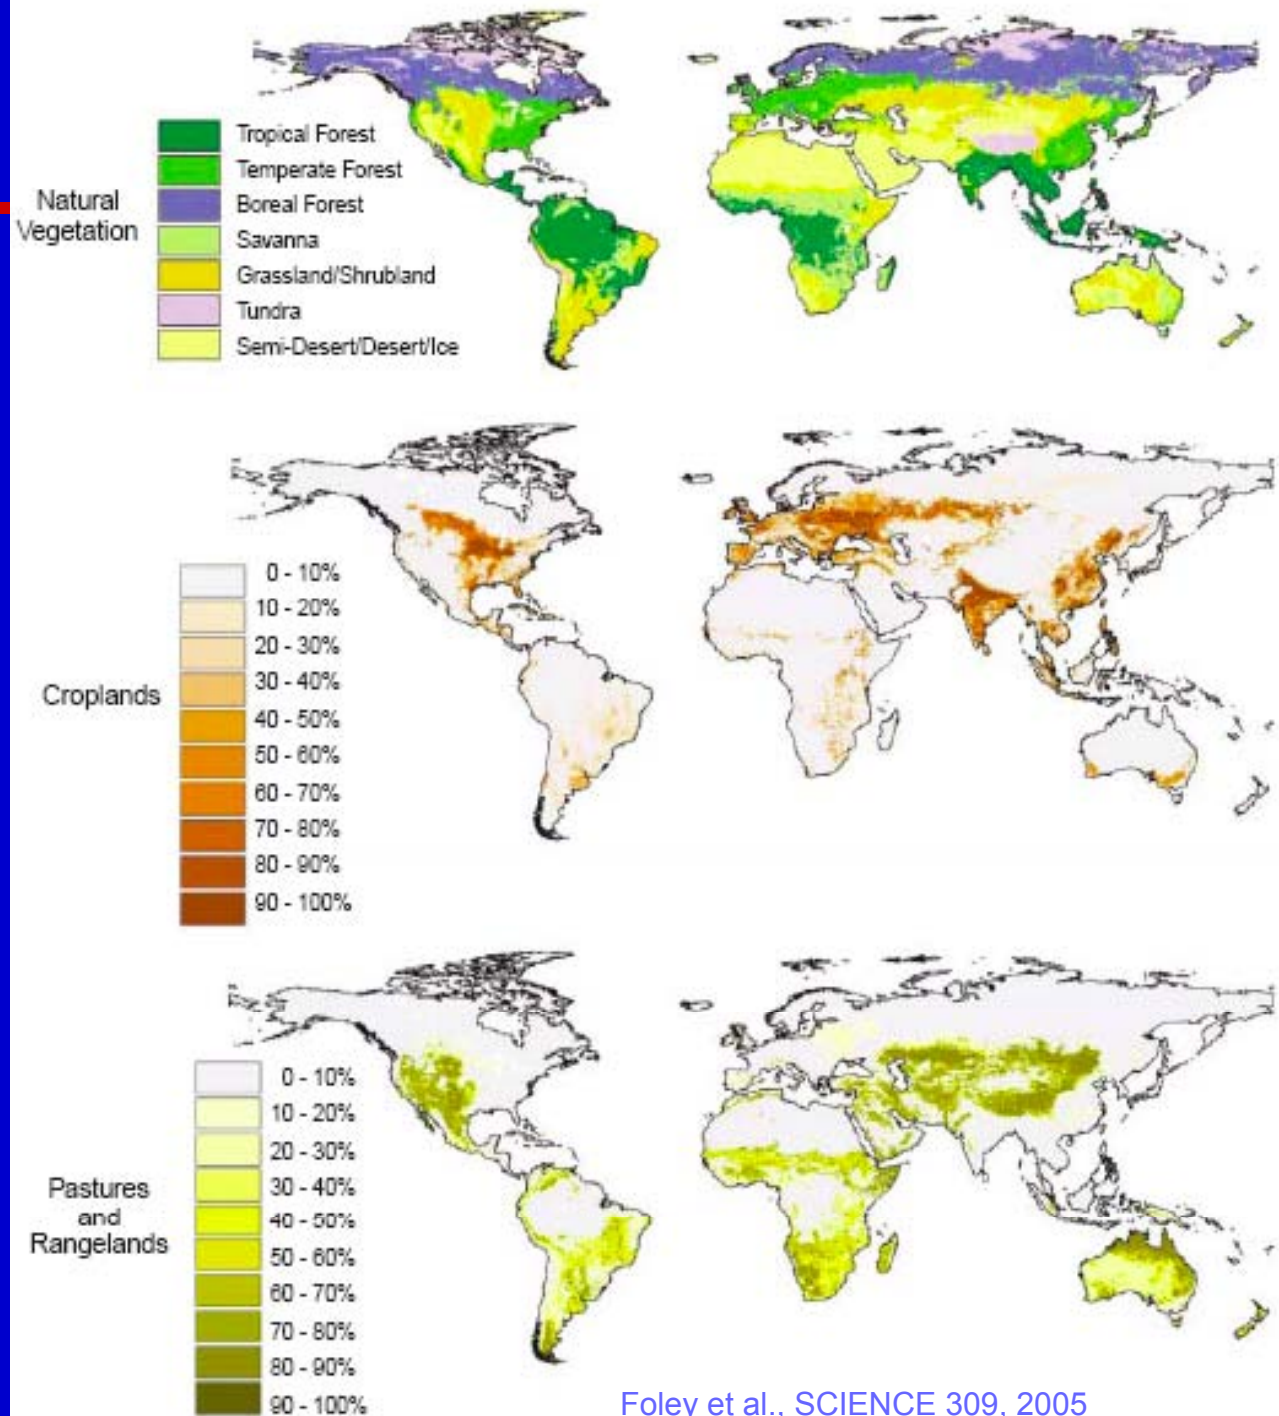 Natural
Vegetation
Tropical Forest
Temperate Forest
Boreal Forest
Savanna
Grassland/Shrubland
Tundra
Semi-Desert/Desert/Ice
Croplands
0 - 10%
10 - 20%
20 - 30%
30 - 40%
40 - 50%
50 - 60%
60 - 70%
70 - 80%
80 - 90%
90 - 100%
Pastures
and
Rangelands
0 - 10%
10 - 20%
20 - 30%
30 - 40%
40 - 50%
50 - 60%
60 - 70%
70 - 80%
80 - 90%
90 - 100%
Foley et al., SCIENCE 309, 2005